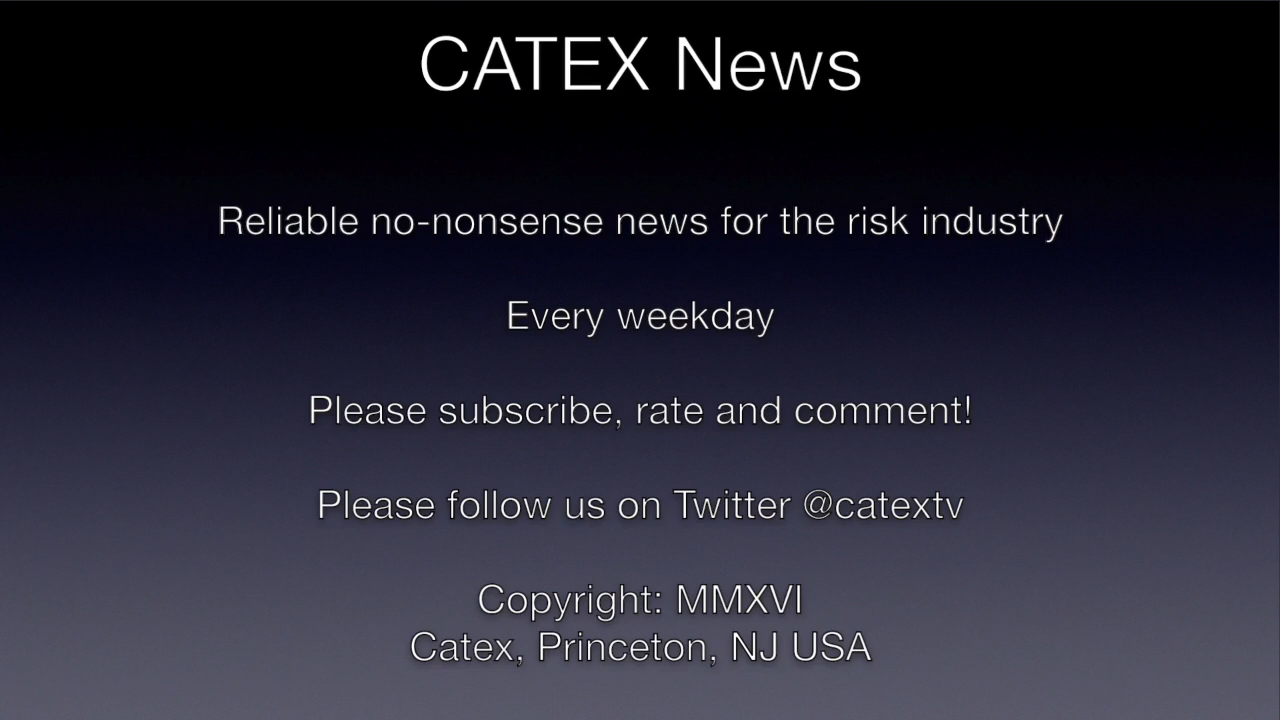 CATEX News
Reliable no-nonsense news for the risk industry
Every weekday
Please subscribe, rate and comment!
Please follow us on Twitter @catextv
Copyright: MMXVI
Catex, Princeton, NJ USA